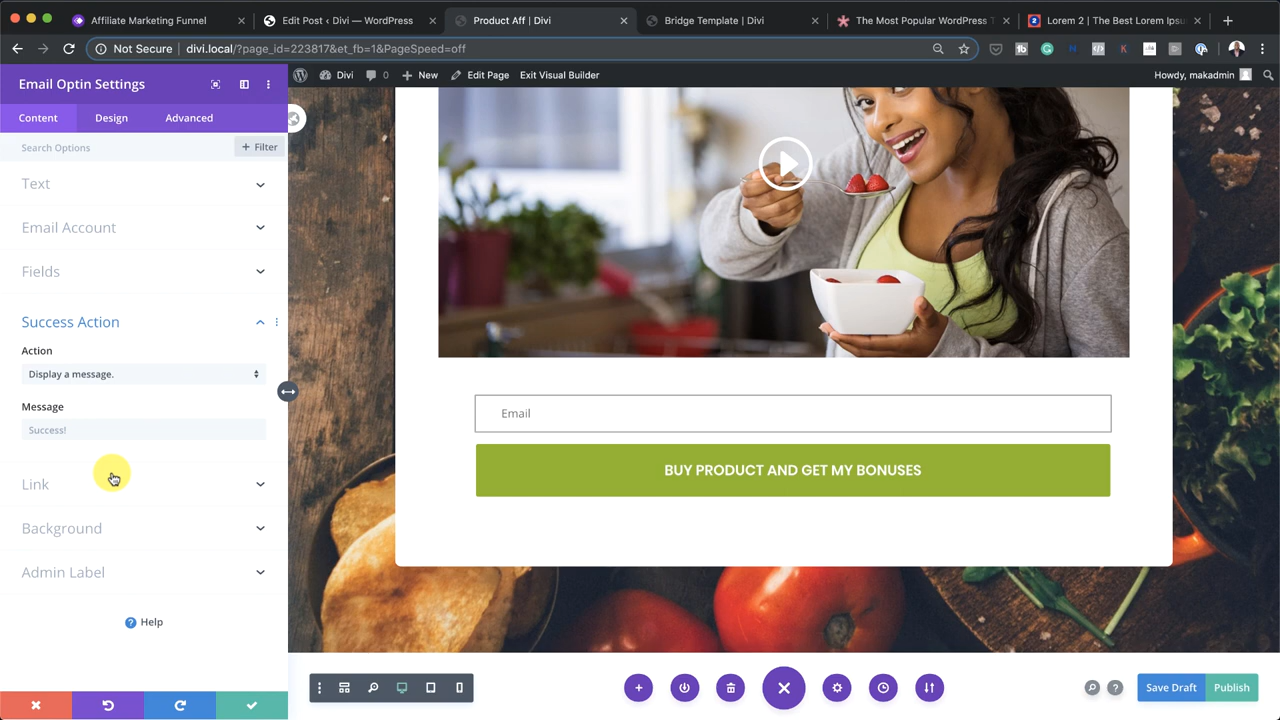 Affiliate Marketing Funnel
Edit Post ‹ Divi — WordPress
Product Aff | Divi
Bridge Template | Divi
The Most Popular WordPress T
Lorem 2 | The Best Lorem Ipsu
Not Secure | divi.local/?page_id=223817&et_fb=1&PageSpeed=off
Divi
0
New
Edit Page
Exit Visual Builder
Howdy, makadmin
Email Optin Settings
Content
Design
Advanced
Search Options
+ Filter
Text
Email Account
Fields
Success Action
Action
Display a message.
Message
Success!
Link
Background
Admin Label
? Help
Email
BUY PRODUCT AND GET MY BONUSES
Save Draft
Publish